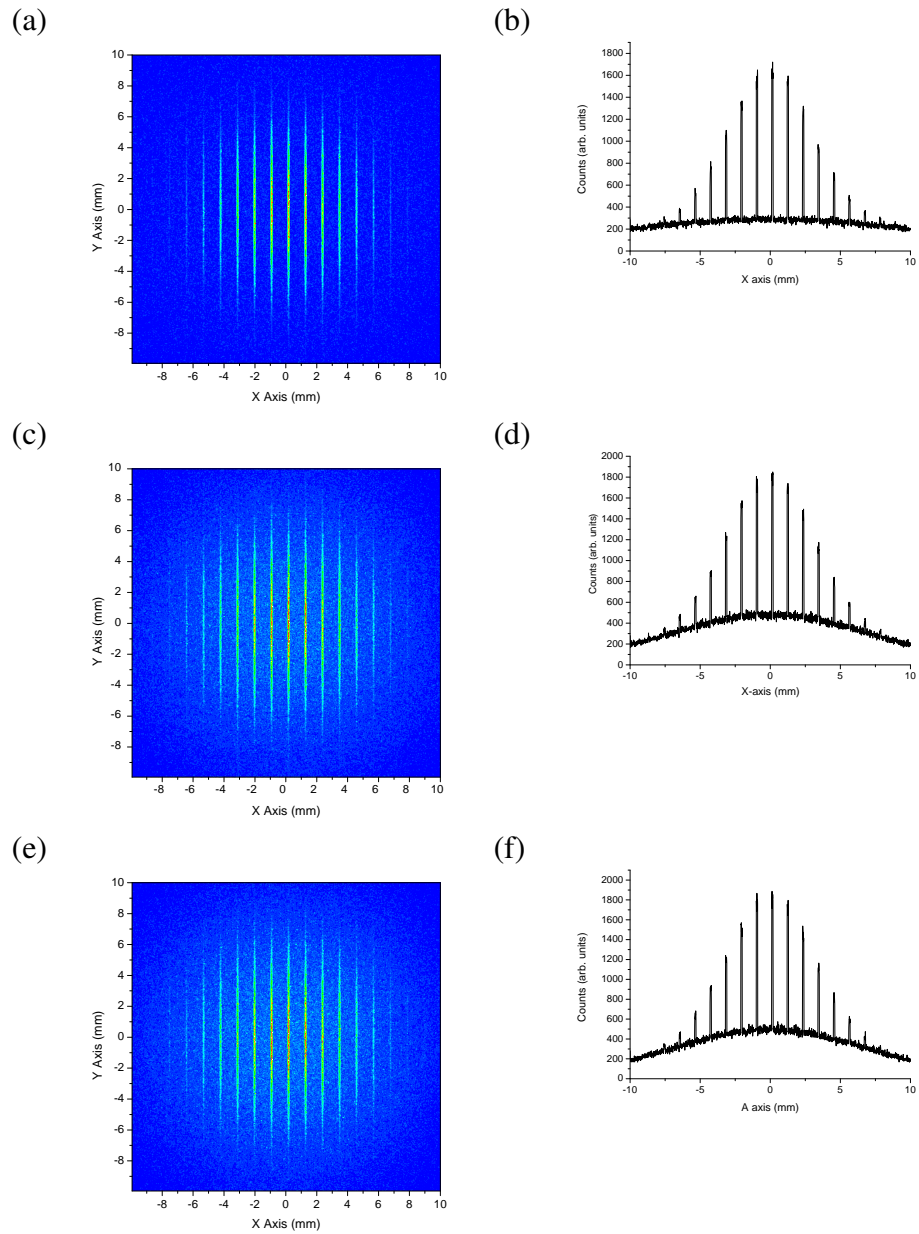 (a)
10
8
6
4
2
0
-2
-4
-6
-8
-8 -6 -4 -2 0 2 4 6 8 10
X Axis (mm)
Y Axis (mm)
(b)
1800
1600
1400
1200
1000
800
600
400
200
0
-10 -5 0 5 10
X axis (mm)
Counts (arb. units)
(c)
10
8
6
4
2
0
-2
-4
-6
-8
-8 -6 -4 -2 0 2 4 6 8 10
X Axis (mm)
Y Axis (mm)
(d)
2000
1800
1600
1400
1200
1000
800
600
400
200
0
-10 -5 0 5 10
X-axis (mm)
Counts (arb. units)
(e)
10
8
6
4
2
0
-2
-4
-6
-8
-8 -6 -4 -2 0 2 4 6 8 10
X Axis (mm)
Y Axis (mm)
(f)
2000
1800
1600
1400
1200
1000
800
600
400
200
0
-10 -5 0 5 10
A axis (mm)
Counts (arb. units)